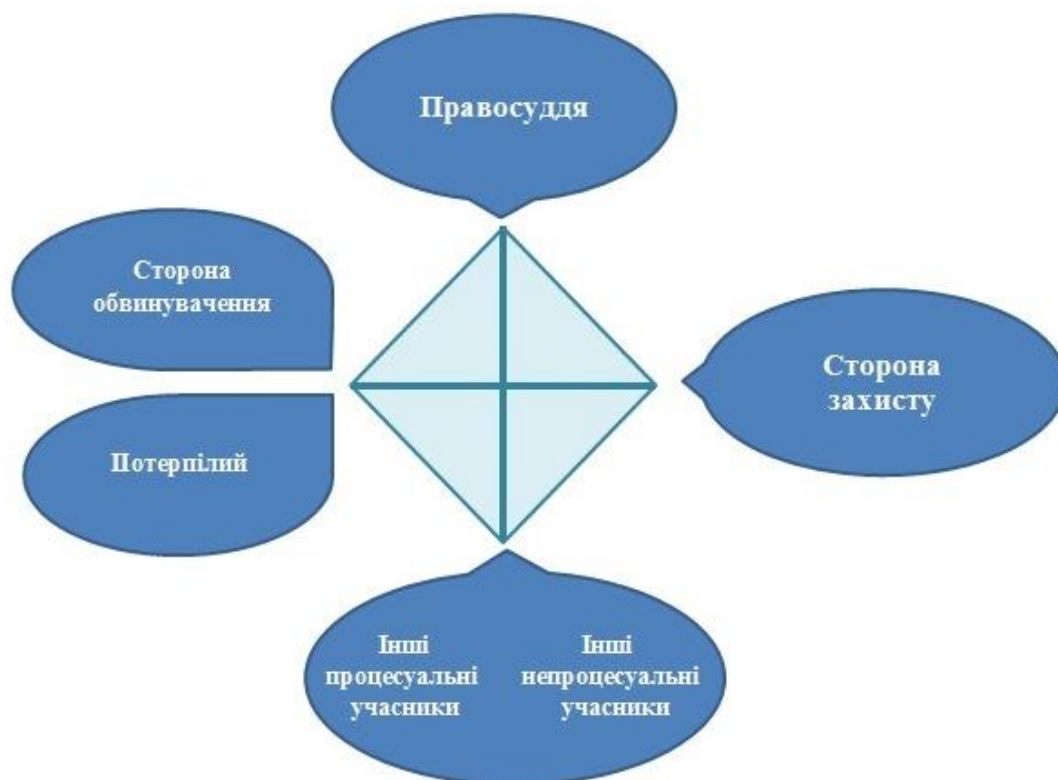 Правосуддя
Сторона
обвинувачення
Сторона
захисту
Потерпілий
Інші
процесуальні
учасники
Інші
непроцесуальні
учасники